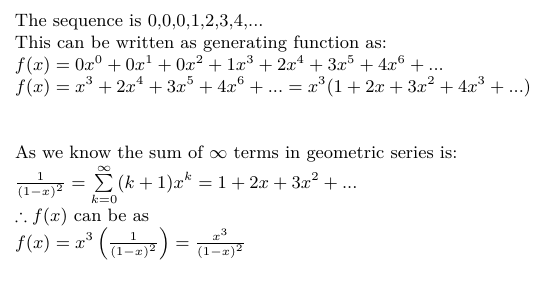 The sequence is 0,0,0,1,2,3,4,...
This can be written as generating function as:
f(x) = 0x^0 + 0x^1 + 0x^2 + 1x^3 + 2x^4 + 3x^5 + 4x^6 + ...
f(x) = x^3 + 2x^4 + 3x^5 + 4x^6 + ... = x^3(1 + 2x + 3x^2 + 4x^3 + ...)
As we know the sum of ∞ terms in geometric series is:
\frac{1}{(1-x)^2} = \sum_{k=0}^{∞}(k + 1)x^k = 1 + 2x + 3x^2 + ...
∴ f(x) can be as
f(x) = x^3 \left(\frac{1}{(1-x)^2}\right) = \frac{x^3}{(1-x)^2}